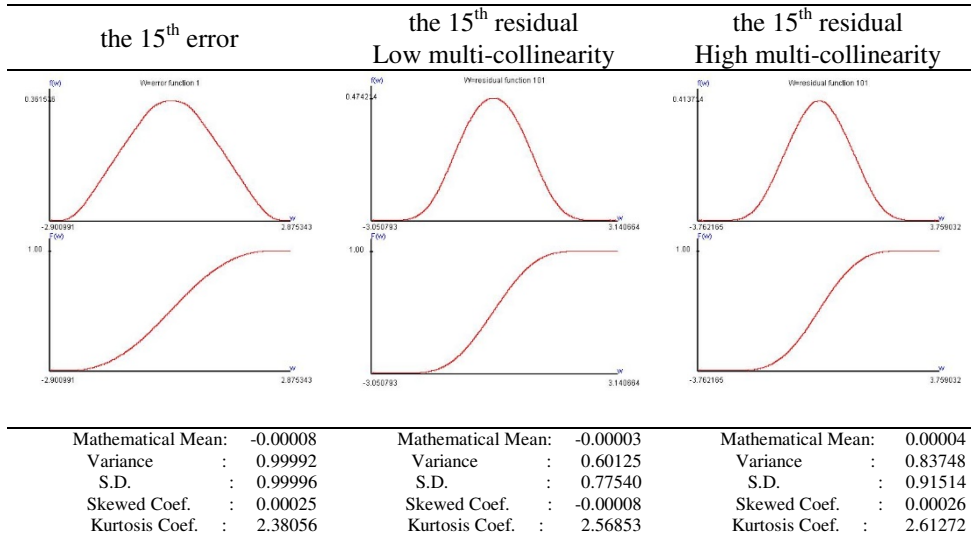 the 15th error
the 15th residual
Low multi-collinearity
the 15th residual
High multi-collinearity
f(w)
W=error function 1
0.361536
-2.900991
w
2.875343
f(w)
W=residual function 101
0.474214
-3.050793
w
3.140664
f(w)
W=residual function 101
0.413714
-3.762165
w
3.759032
F(w)
1.00
-2.900991
w
2.875343
F(w)
1.00
-3.050793
w
3.140664
F(w)
1.00
-3.762165
w
3.759032
Mathematical Mean: -0.00008
Variance : 0.99992
S.D. : 0.99996
Skewed Coef. : 0.00025
Kurtosis Coef. : 2.38056
Mathematical Mean: -0.00003
Variance : 0.60125
S.D. : 0.77540
Skewed Coef. : -0.00008
Kurtosis Coef. : 2.56853
Mathematical Mean: 0.00004
Variance : 0.83748
S.D. : 0.91514
Skewed Coef. : 0.00026
Kurtosis Coef. : 2.61272